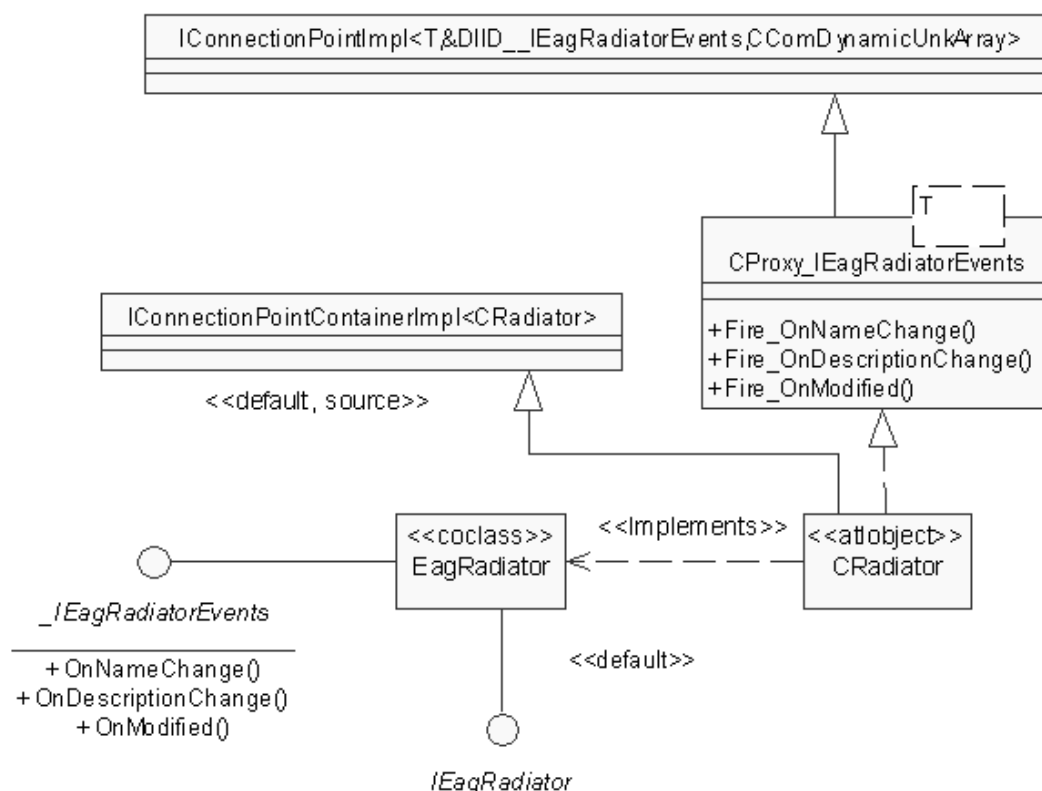 IConnectionPointImpl<T,&DIID__IEagRadiatorEvents,CComDynamicUnkArray>
T
CProxy_IEagRadiatorEvents
+Fire_OnNameChange()
+Fire_OnDescriptionChange()
+Fire_OnModified()
IConnectionPointContainerImpl<CRadiator>
<<default, source>>
<<coclass>>
EagRadiator
<<Implements>>
<<atlobject>>
CRadiator
_IEagRadiatorEvents
+ OnNameChange()
+ OnDescriptionChange()
+ OnModified()
<<default>>
IEagRadiator